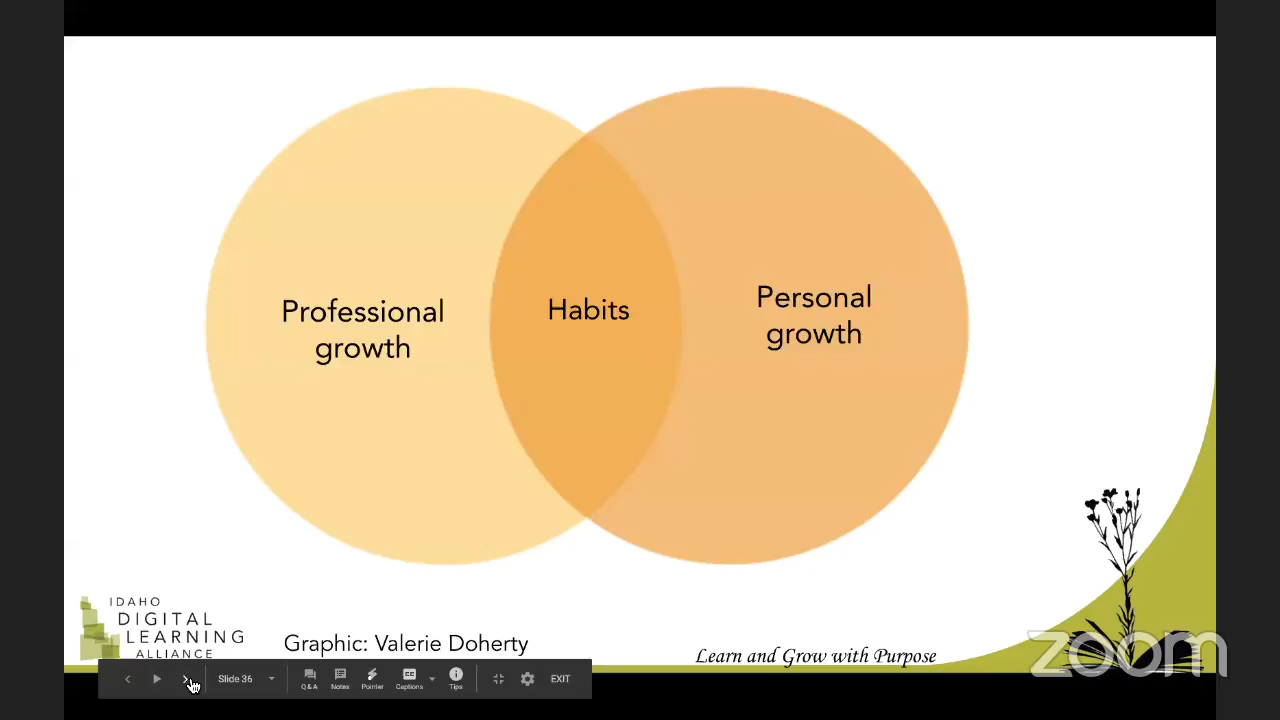 Professional
growth
Habits
Personal
growth
IDAHO
DIGITAL
LEARNING
ALLIANCE
Graphic: Valerie Doherty
Learn and Grow with Purpose
zoom
Slide 36
Q&A
Notes
Pointer
Captions
Tips
EXIT